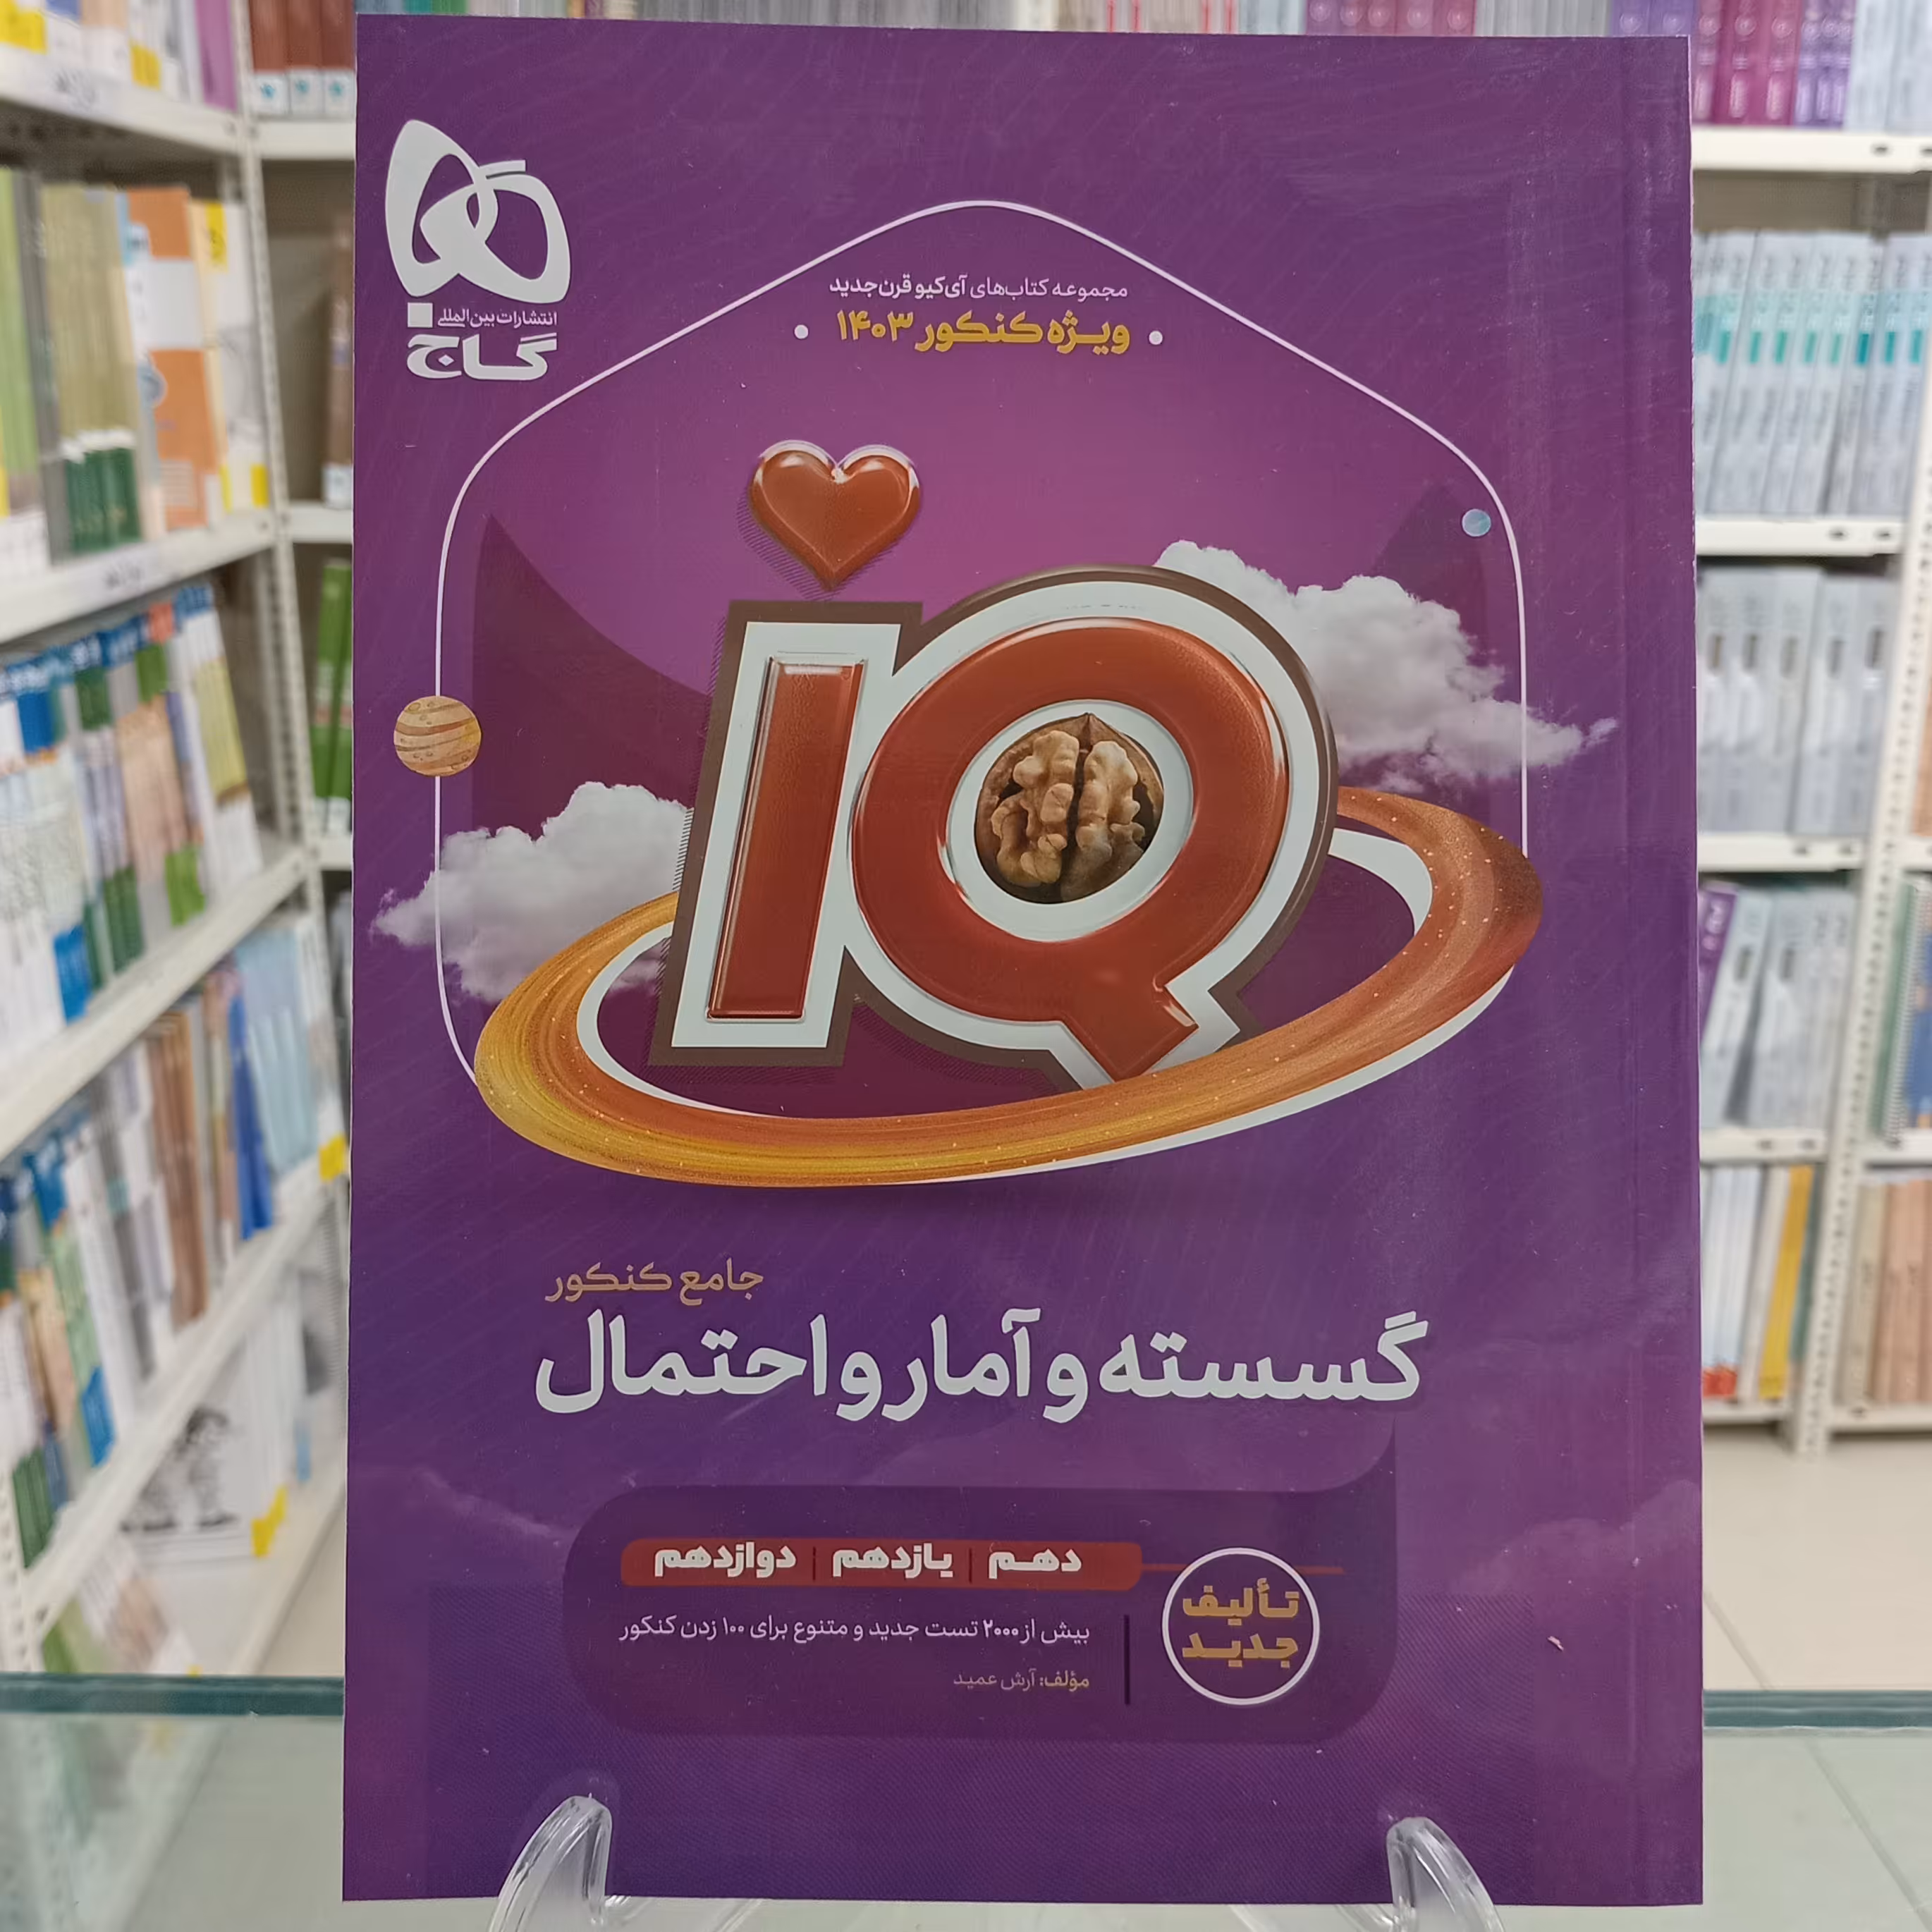 انتشارات بین‌المللی
گاج
مجموعه کتاب‌های آی‌کیو قرن جدید
• ویژه کنکور ۱۴۰۳ •
IQ
جامع کنکور
گسسته و آمار و احتمال
دهم | یازدهم | دوازدهم
تألیف
جدید
بیش از ۲۰۰۰ تست جدید و متنوع برای ۱۰۰ زدن کنکور
مؤلف: آرش عمید